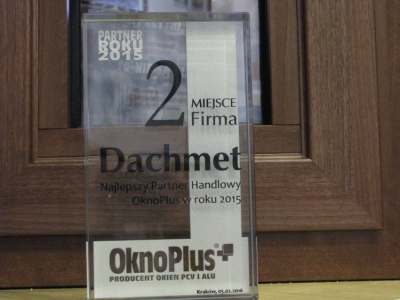 PARTNER
ROKU
2015
2 MIEJSCE
Firma
Dachmet
Najlepszy Partner Handlowy
OknoPlus w roku 2015
OknoPlus+
PRODUCENT OKIEN PCV I ALU
Kraków, 05.02.2016